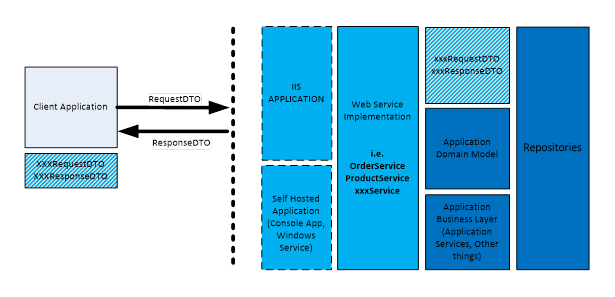 Client Application
XXXRequestDTO
XXXResponseDTO
RequestDTO
ResponseDTO
IIS
APPLICATION
Self Hosted
Application
(Console App,
Windows
Service)
Web Service
Implementation
i.e.
OrderService
ProductService
xxxService
xxxRequestDTO
xxxResponseDTO
Application
Domain Model
Application
Business Layer
(Application
Services, Other
things)
Repositories